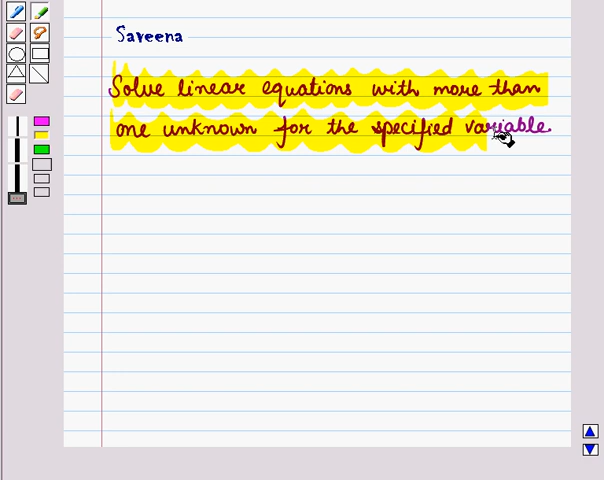 Saveena
Solve linear equations with more than
one unknown for the specified variable.